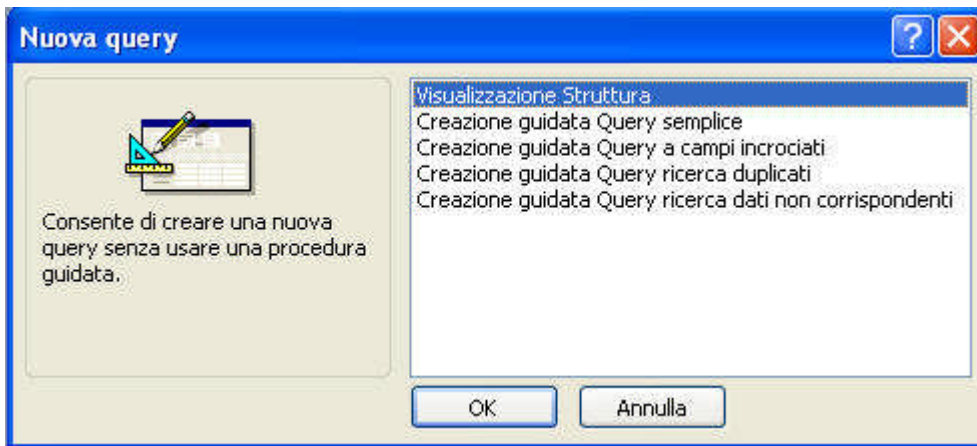 Nuova query
Visualizzazione Struttura
Creazione guidata Query semplice
Creazione guidata Query a campi incrociati
Creazione guidata Query ricerca duplicati
Creazione guidata Query ricerca dati non corrispondenti
Consente di creare una nuova
query senza usare una procedura
guidata.
OK
Annulla